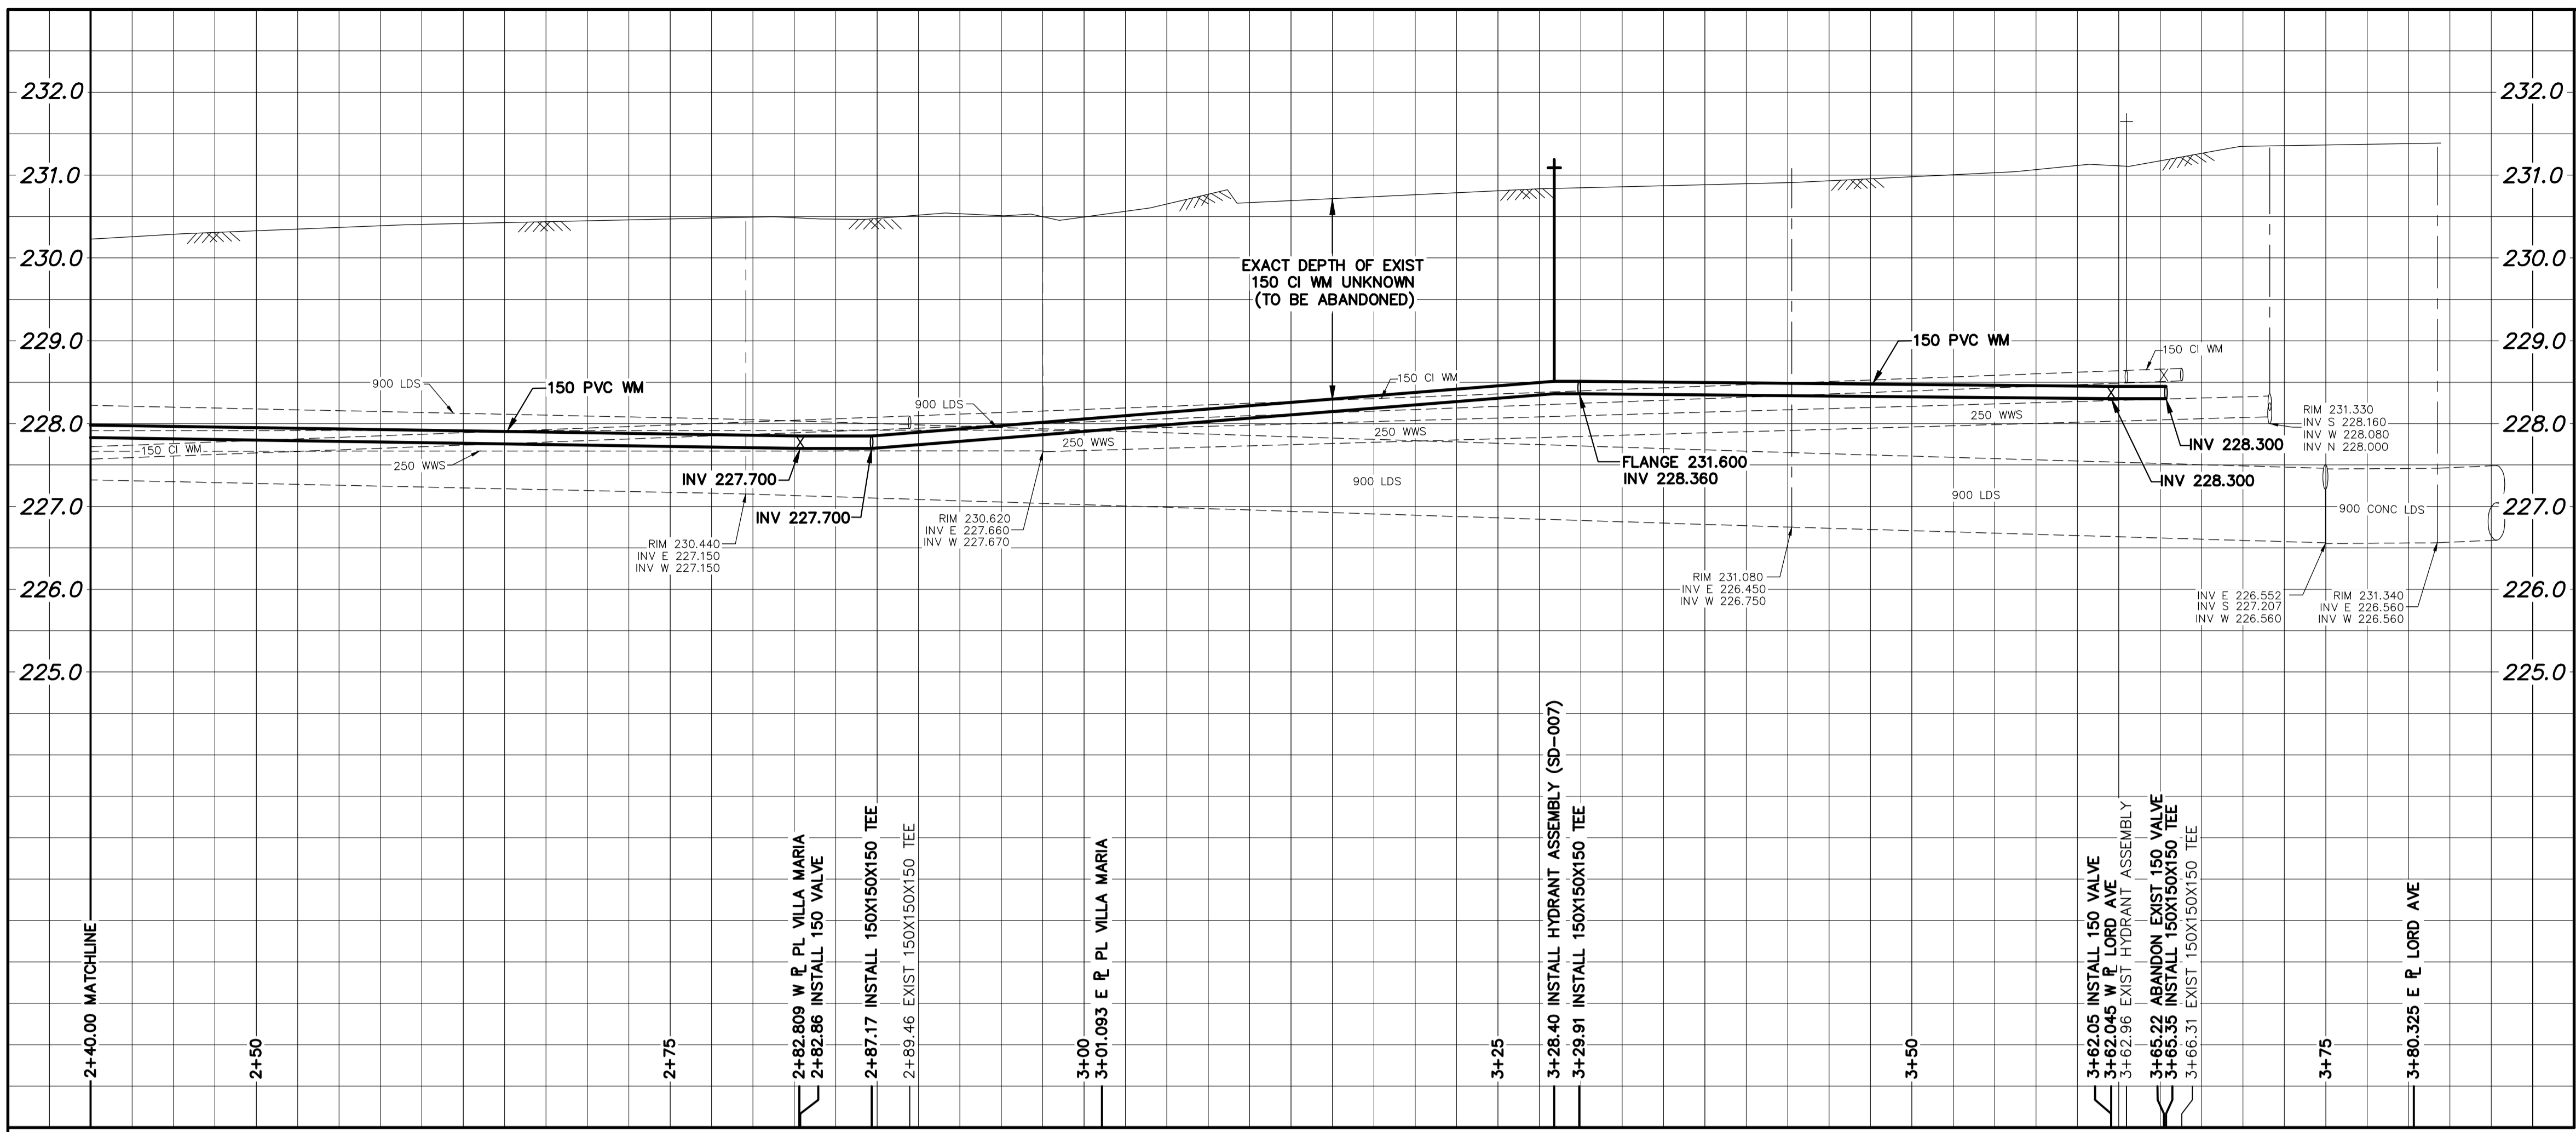 232.0
231.0
230.0
229.0
228.0
227.0
226.0
225.0
232.0
231.0
230.0
229.0
228.0
227.0
226.0
225.0
EXACT DEPTH OF EXIST
150 CI WM UNKNOWN
(TO BE ABANDONED)
900 LDS
150 PVC WM
150 CI WM
250 WWS
INV 227.700
INV 227.700
RIM 230.440
INV E 227.150
INV W 227.150
900 LDS
RIM 230.620
INV E 227.660
INV W 227.670
250 WWS
150 CI WM
250 WWS
900 LDS
FLANGE 231.600
INV 228.360
RIM 231.080
INV E 226.450
INV W 226.750
150 PVC WM
250 WWS
900 LDS
150 CI WM
INV 228.300
INV 228.300
RIM 231.330
INV S 228.160
INV W 228.080
INV N 228.000
900 CONC LDS
INV E 226.552
INV S 227.207
INV W 226.560
RIM 231.340
INV E 226.560
INV W 226.560
2+40.00 MATCHLINE
2+50
2+75
2+82.809 W PL PL VILLA MARIA
2+82.86 INSTALL 150 VALVE
2+87.17 INSTALL 150X150X150 TEE
2+89.46 EXIST 150X150X150 TEE
3+00
3+01.093 E PL PL VILLA MARIA
3+25
3+28.40 INSTALL HYDRANT ASSEMBLY (SD-007)
3+29.91 INSTALL 150X150X150 TEE
3+50
3+62.05 INSTALL 150 VALVE
3+62.045 W PL LORD AVE
3+62.96 EXIST HYDRANT ASSEMBLY
3+65.22 ABANDON EXIST 150 VALVE
3+65.35 INSTALL 150X150X150 TEE
3+66.31 EXIST 150X150X150 TEE
3+75
3+80.325 E PL LORD AVE